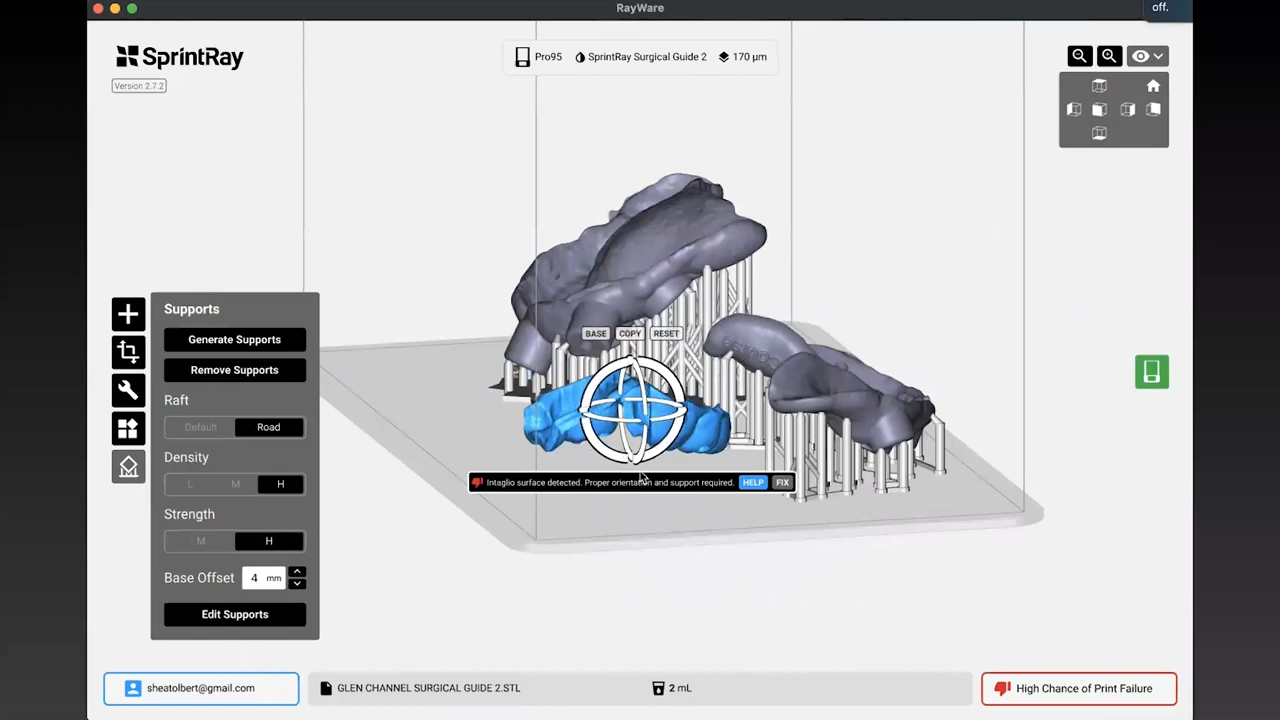 RayWare
off.
SprintRay
Version 2.7.2
Pro95
SprintRay Surgical Guide 2
170 µm
BASE
COPY
RESET
Supports
Generate Supports
Remove Supports
Raft
Default
Road
Density
L
M
H
Strength
M
H
Base Offset
4 mm
Edit Supports
Intaglio surface detected. Proper orientation and support required.
HELP
FIX
sheatolbert@gmail.com
GLEN CHANNEL SURGICAL GUIDE 2.STL
2 mL
High Chance of Print Failure